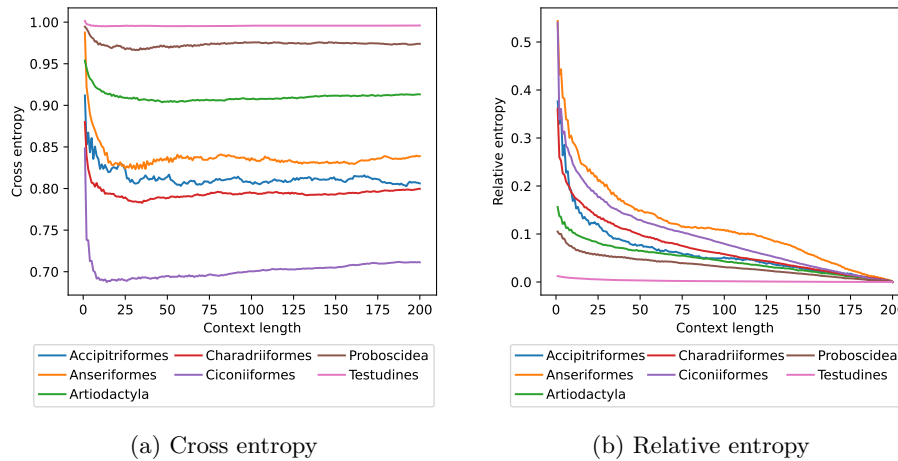 1.00
0.95
0.90
0.85
0.80
0.75
0.70
Cross entropy
0 25 50 75 100 125 150 175 200
Context length
Accipitriformes Charadriiformes Proboscidea
Anseriformes Ciconiiformes Testudines
Artiodactyla
(a) Cross entropy
0.5
0.4
0.3
0.2
0.1
0.0
Relative entropy
0 25 50 75 100 125 150 175 200
Context length
Accipitriformes Charadriiformes Proboscidea
Anseriformes Ciconiiformes Testudines
Artiodactyla
(b) Relative entropy